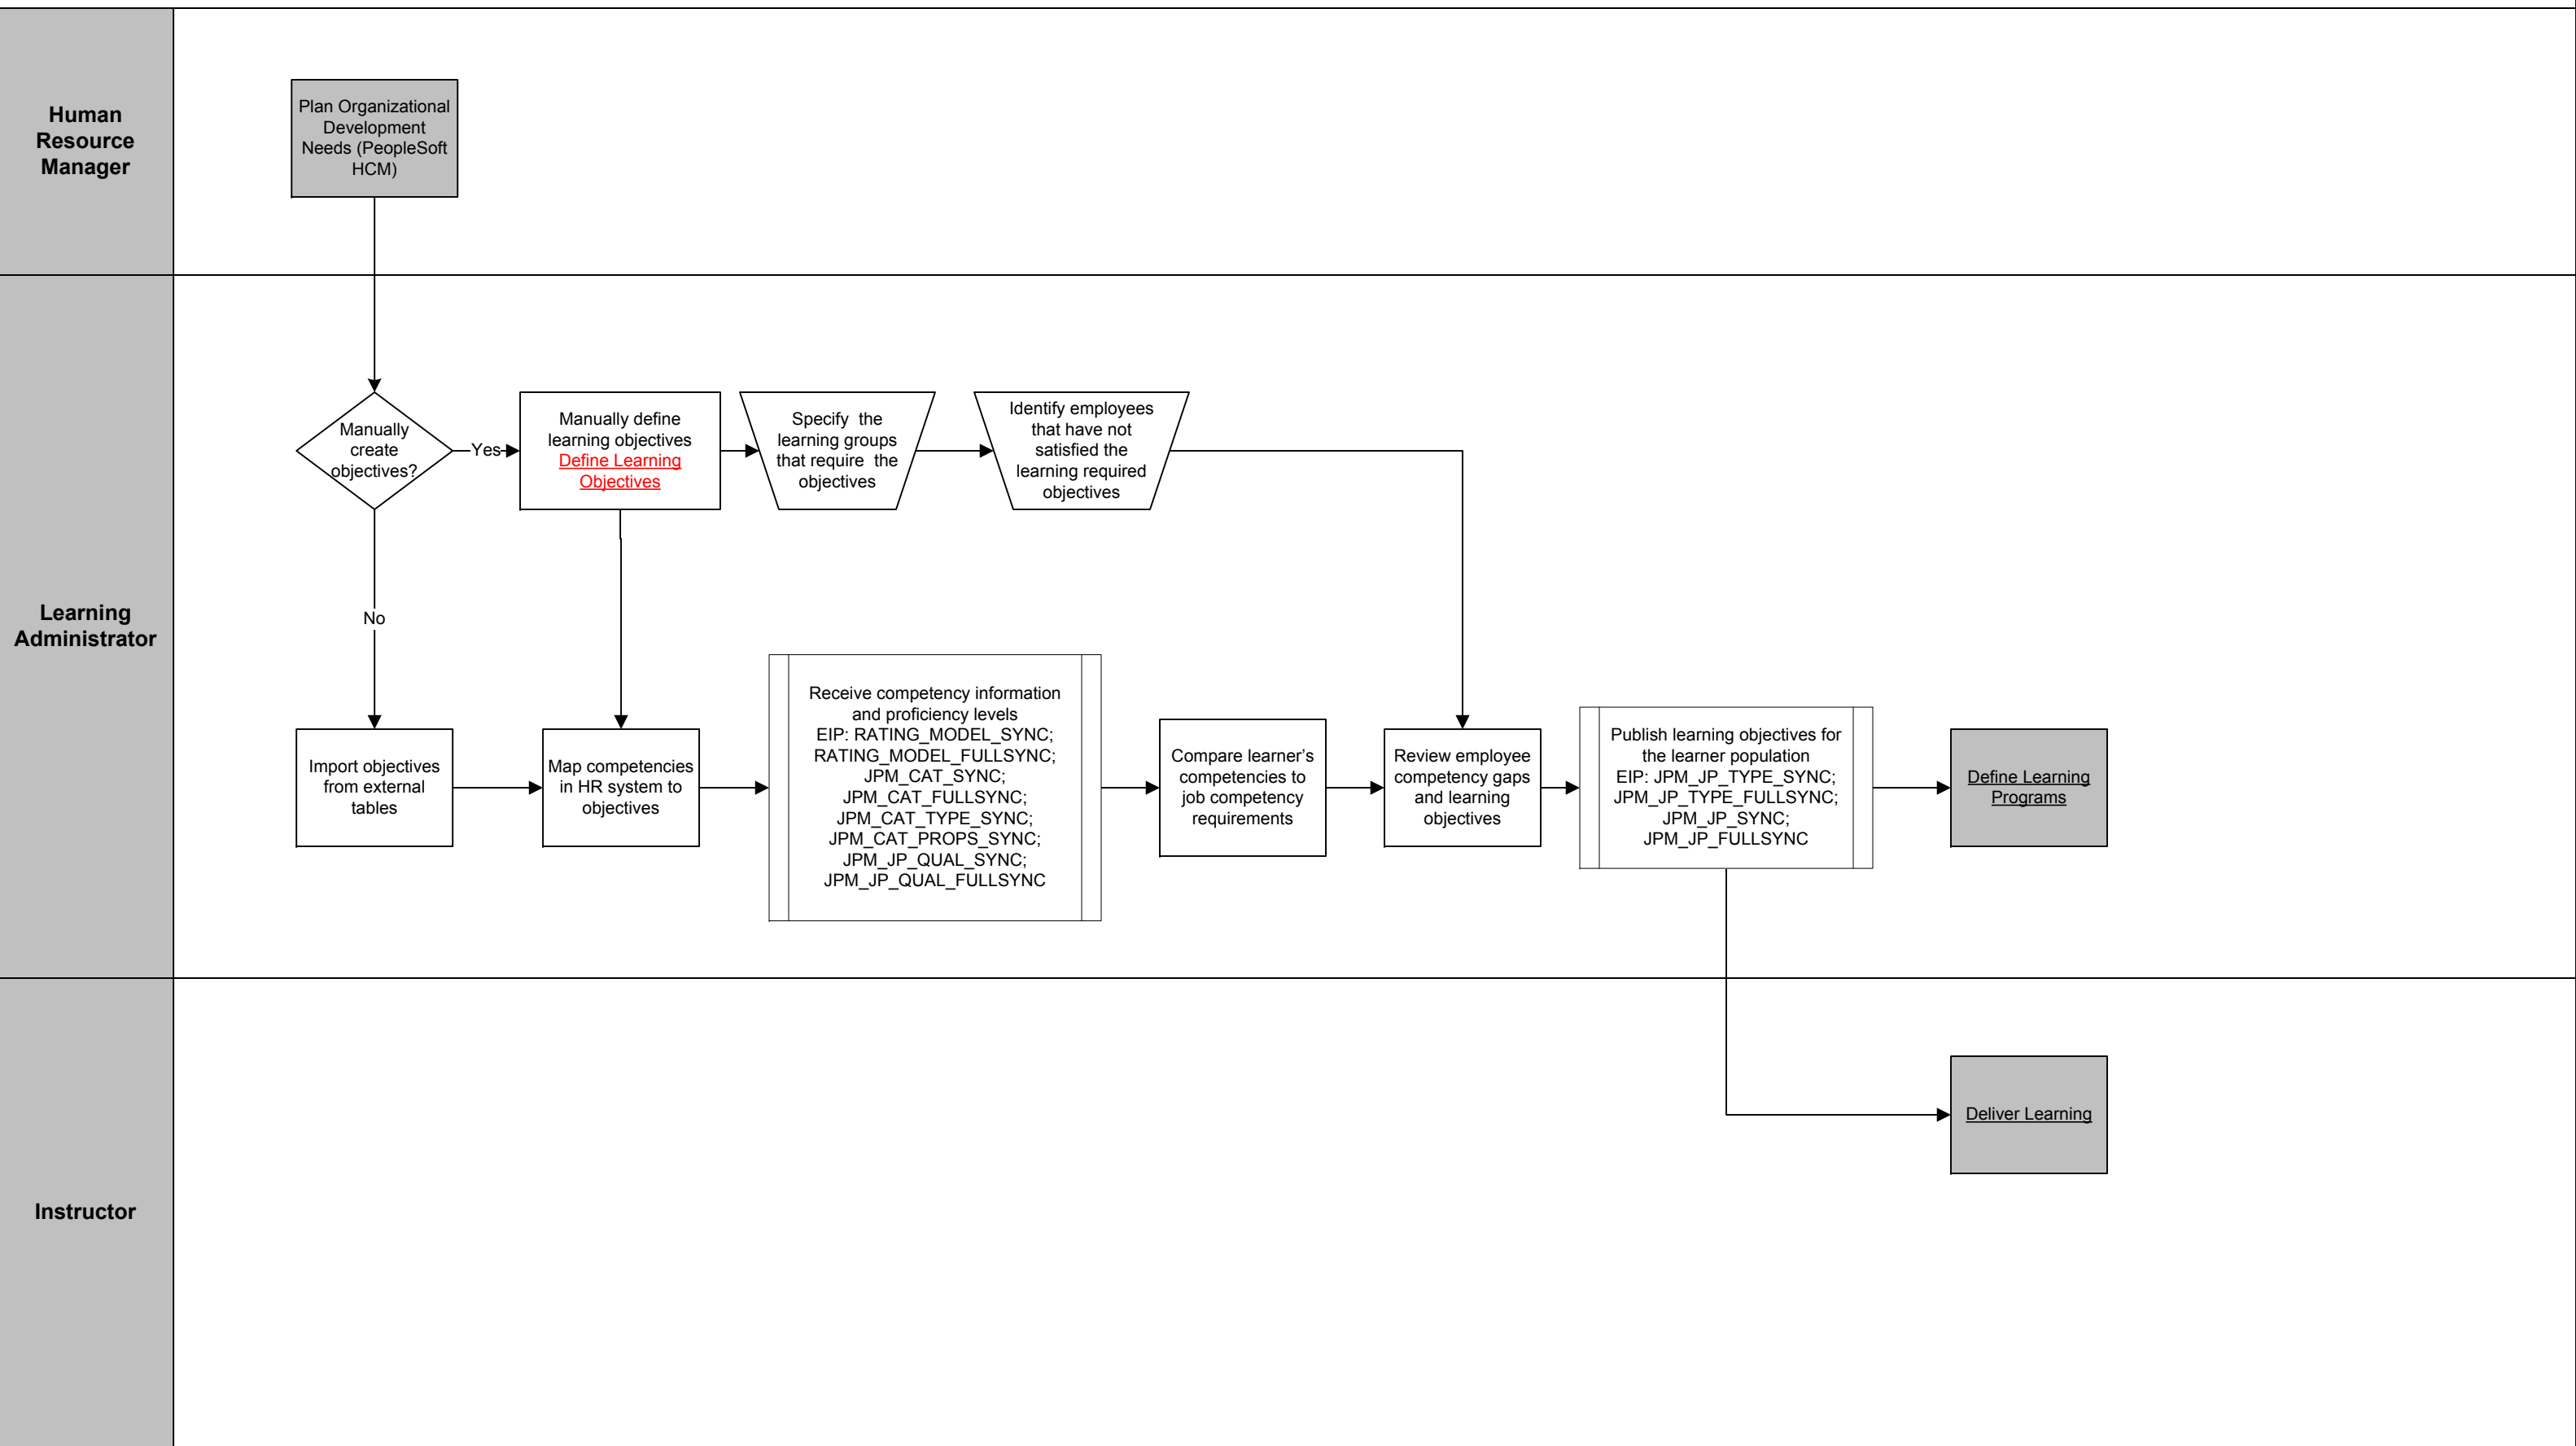 Human
Resource
Manager
Plan Organizational
Development
Needs (PeopleSoft
HCM)
Learning
Administrator
Manually
create
objectives?
Yes
No
Manually define
learning objectives
Define Learning
Objectives
Specify the
learning groups
that require the
objectives
Identify employees
that have not
satisfied the
learning required
objectives
Import objectives
from external
tables
Map competencies
in HR system to
objectives
Receive competency information
and proficiency levels
EIP: RATING_MODEL_SYNC;
RATING_MODEL_FULLSYNC;
JPM_CAT_SYNC;
JPM_CAT_FULLSYNC;
JPM_CAT_TYPE_SYNC;
JPM_CAT_PROPS_SYNC;
JPM_JP_QUAL_SYNC;
JPM_JP_QUAL_FULLSYNC
Compare learner's
competencies to
job competency
requirements
Review employee
competency gaps
and learning
objectives
Publish learning objectives for
the learner population
EIP: JPM_JP_TYPE_SYNC;
JPM_JP_TYPE_FULLSYNC;
JPM_JP_SYNC;
JPM_JP_FULLSYNC
Define Learning
Programs
Instructor
Deliver Learning